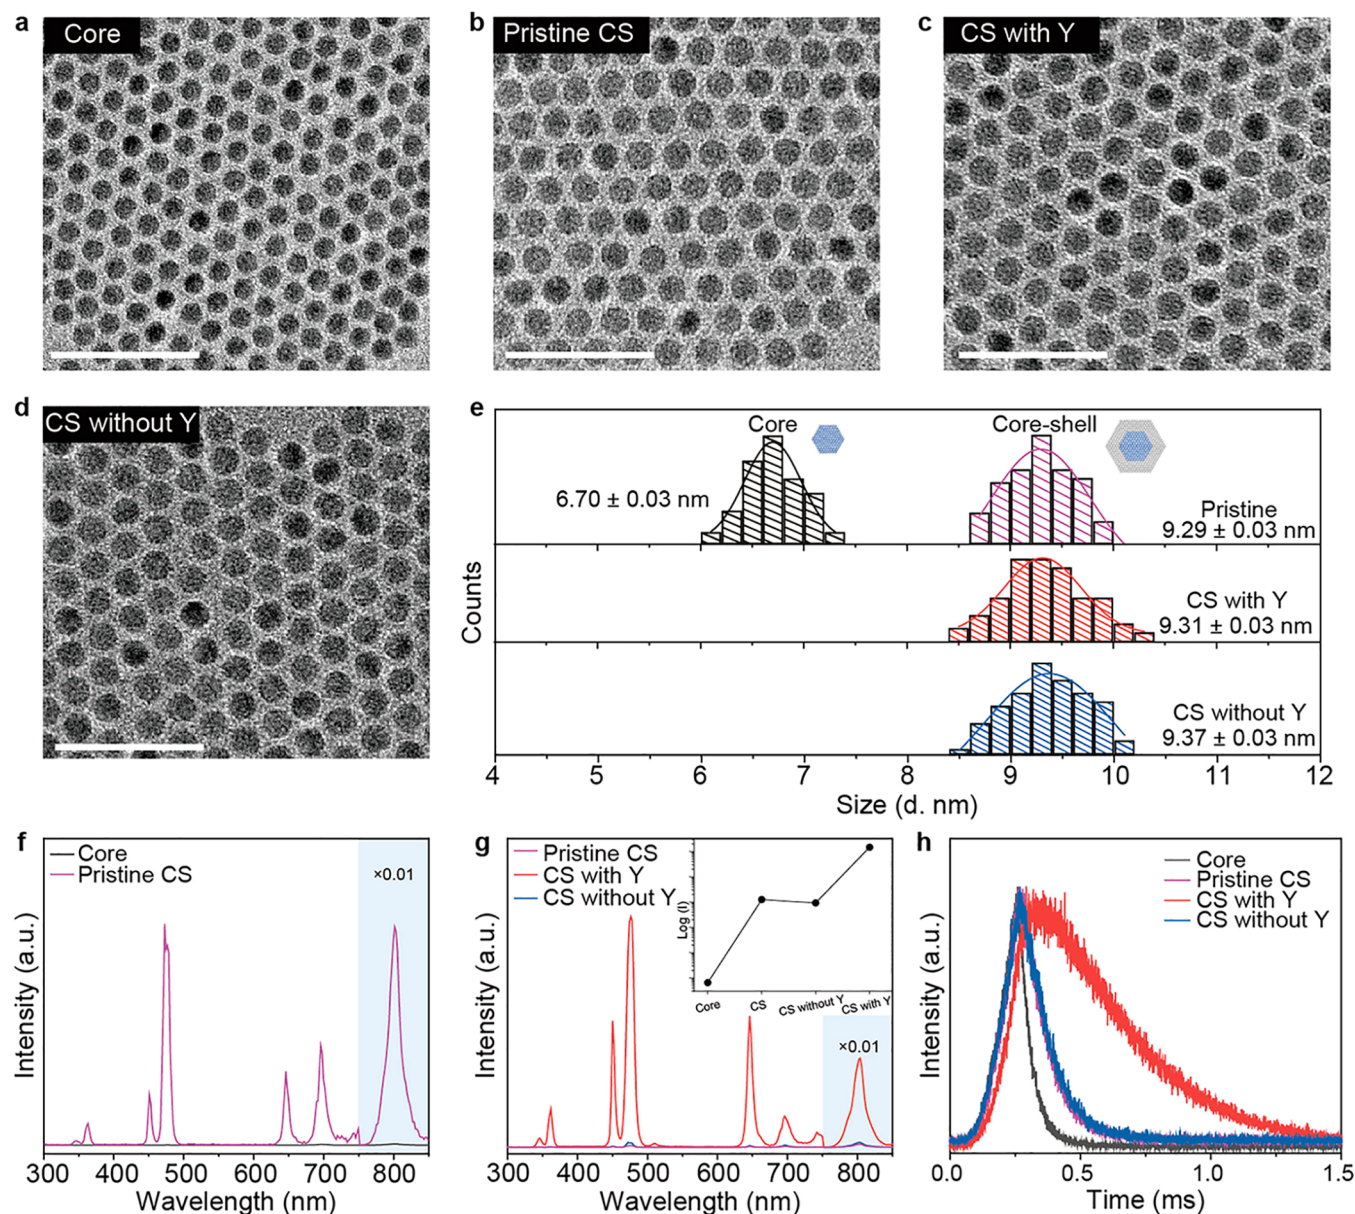 a
Core
b
Pristine CS
c
CS with Y
d
CS without Y
e
Core
Core-shell
6.70 ± 0.03 nm
Pristine
9.29 ± 0.03 nm
CS with Y
9.31 ± 0.03 nm
CS without Y
9.37 ± 0.03 nm
Counts
4 5 6 7 8 9 10 11 12
Size (d. nm)
f
Core
Pristine CS
×0.01
Intensity (a.u.)
300 400 500 600 700 800
Wavelength (nm)
g
Pristine CS
CS with Y
CS without Y
Log (I)
Core CS CS without Y CS with Y
×0.01
Intensity (a.u.)
300 400 500 600 700 800
Wavelength (nm)
h
Core
Pristine CS
CS with Y
CS without Y
Intensity (a.u.)
0.0 0.5 1.0 1.5
Time (ms)